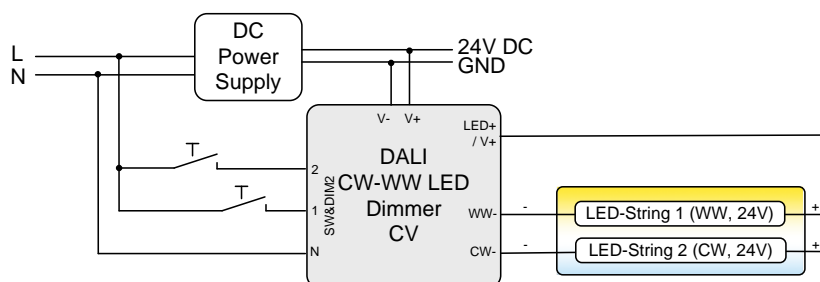 L
N
DC
Power
Supply
24V DC
GND
V- V+
LED+
/ V+
DALI
CW-WW LED
Dimmer
CV
2
1
N
SW&DIM2
WW-
CW-
- LED-String 1 (WW, 24V) +
- LED-String 2 (CW, 24V) +